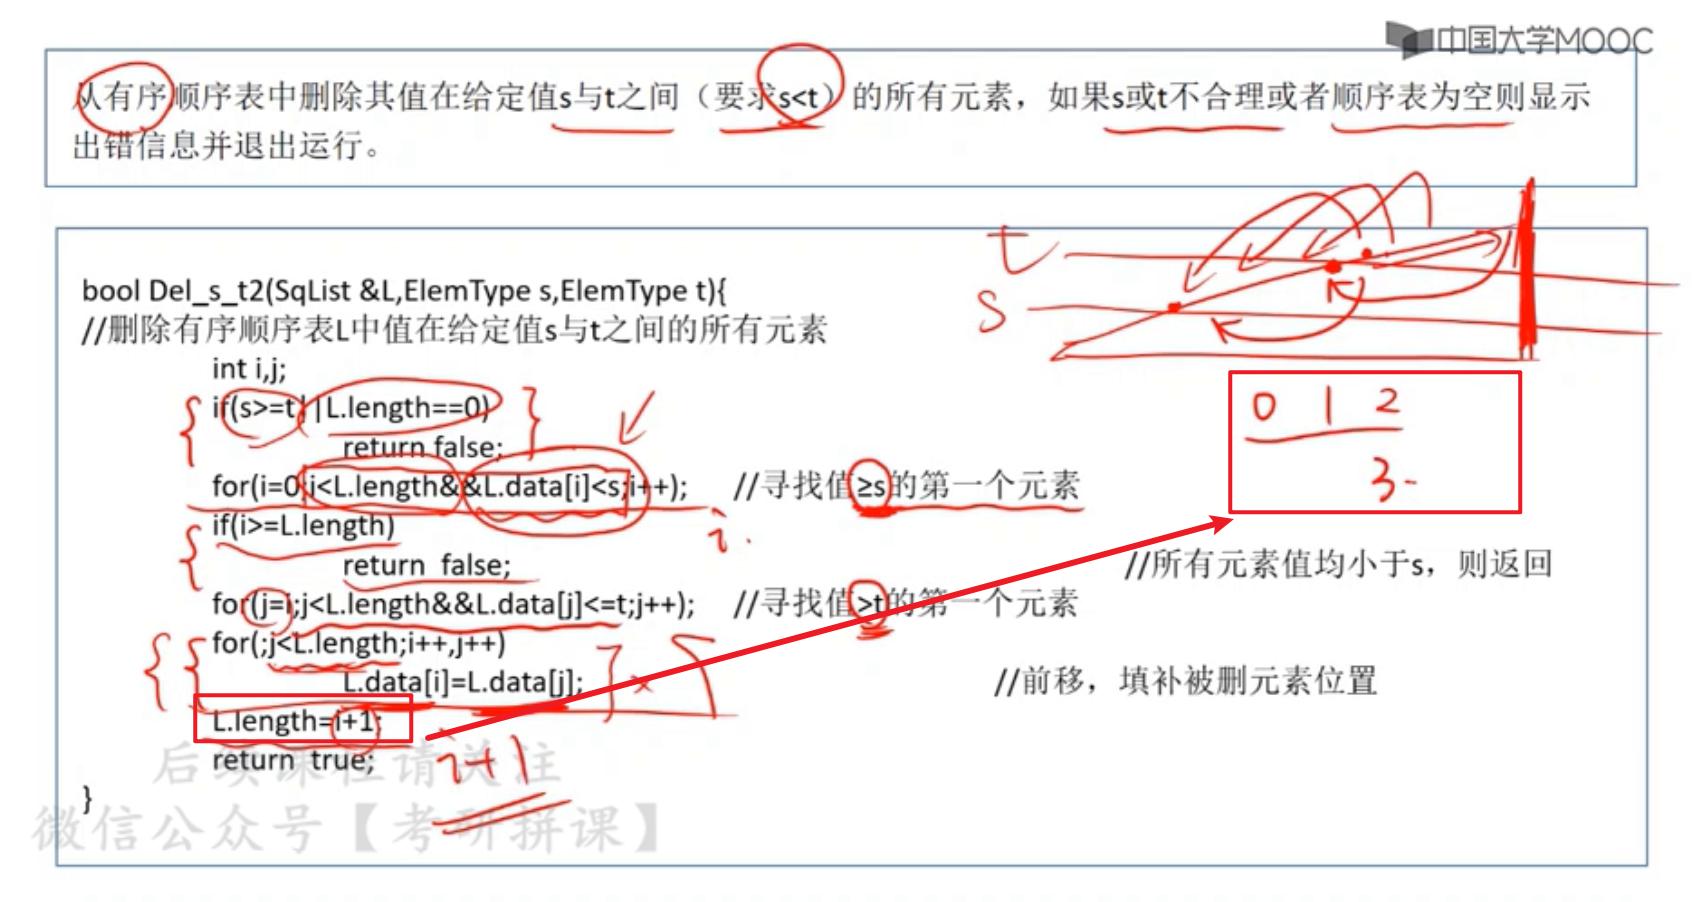 中国大学MOOC
从有序顺序表中删除其值在给定值s与t之间（要求s<t）的所有元素，如果s或t不合理或者顺序表为空则显示
出错信息并退出运行。
t
s
bool Del_s_t2(SqList &L,ElemType s,ElemType t){
//删除有序顺序表L中值在给定值s与t之间的所有元素
int i,j;
if(s>=t||L.length==0)
return false;
0 1 2
3
for(i=0;i<L.length&&L.data[i]<s;i++); //寻找值≥s的第一个元素
i
if(i>=L.length)
return false; //所有元素值均小于s，则返回
for(j=i;j<L.length&&L.data[j]<=t;j++); //寻找值>t的第一个元素
for(;j<L.length;i++,j++)
L.data[i]=L.data[j]; //前移，填补被删元素位置
L.length=i+1;
i+1
return true;
}
后续课程请关注
微信公众号【考研拼课】